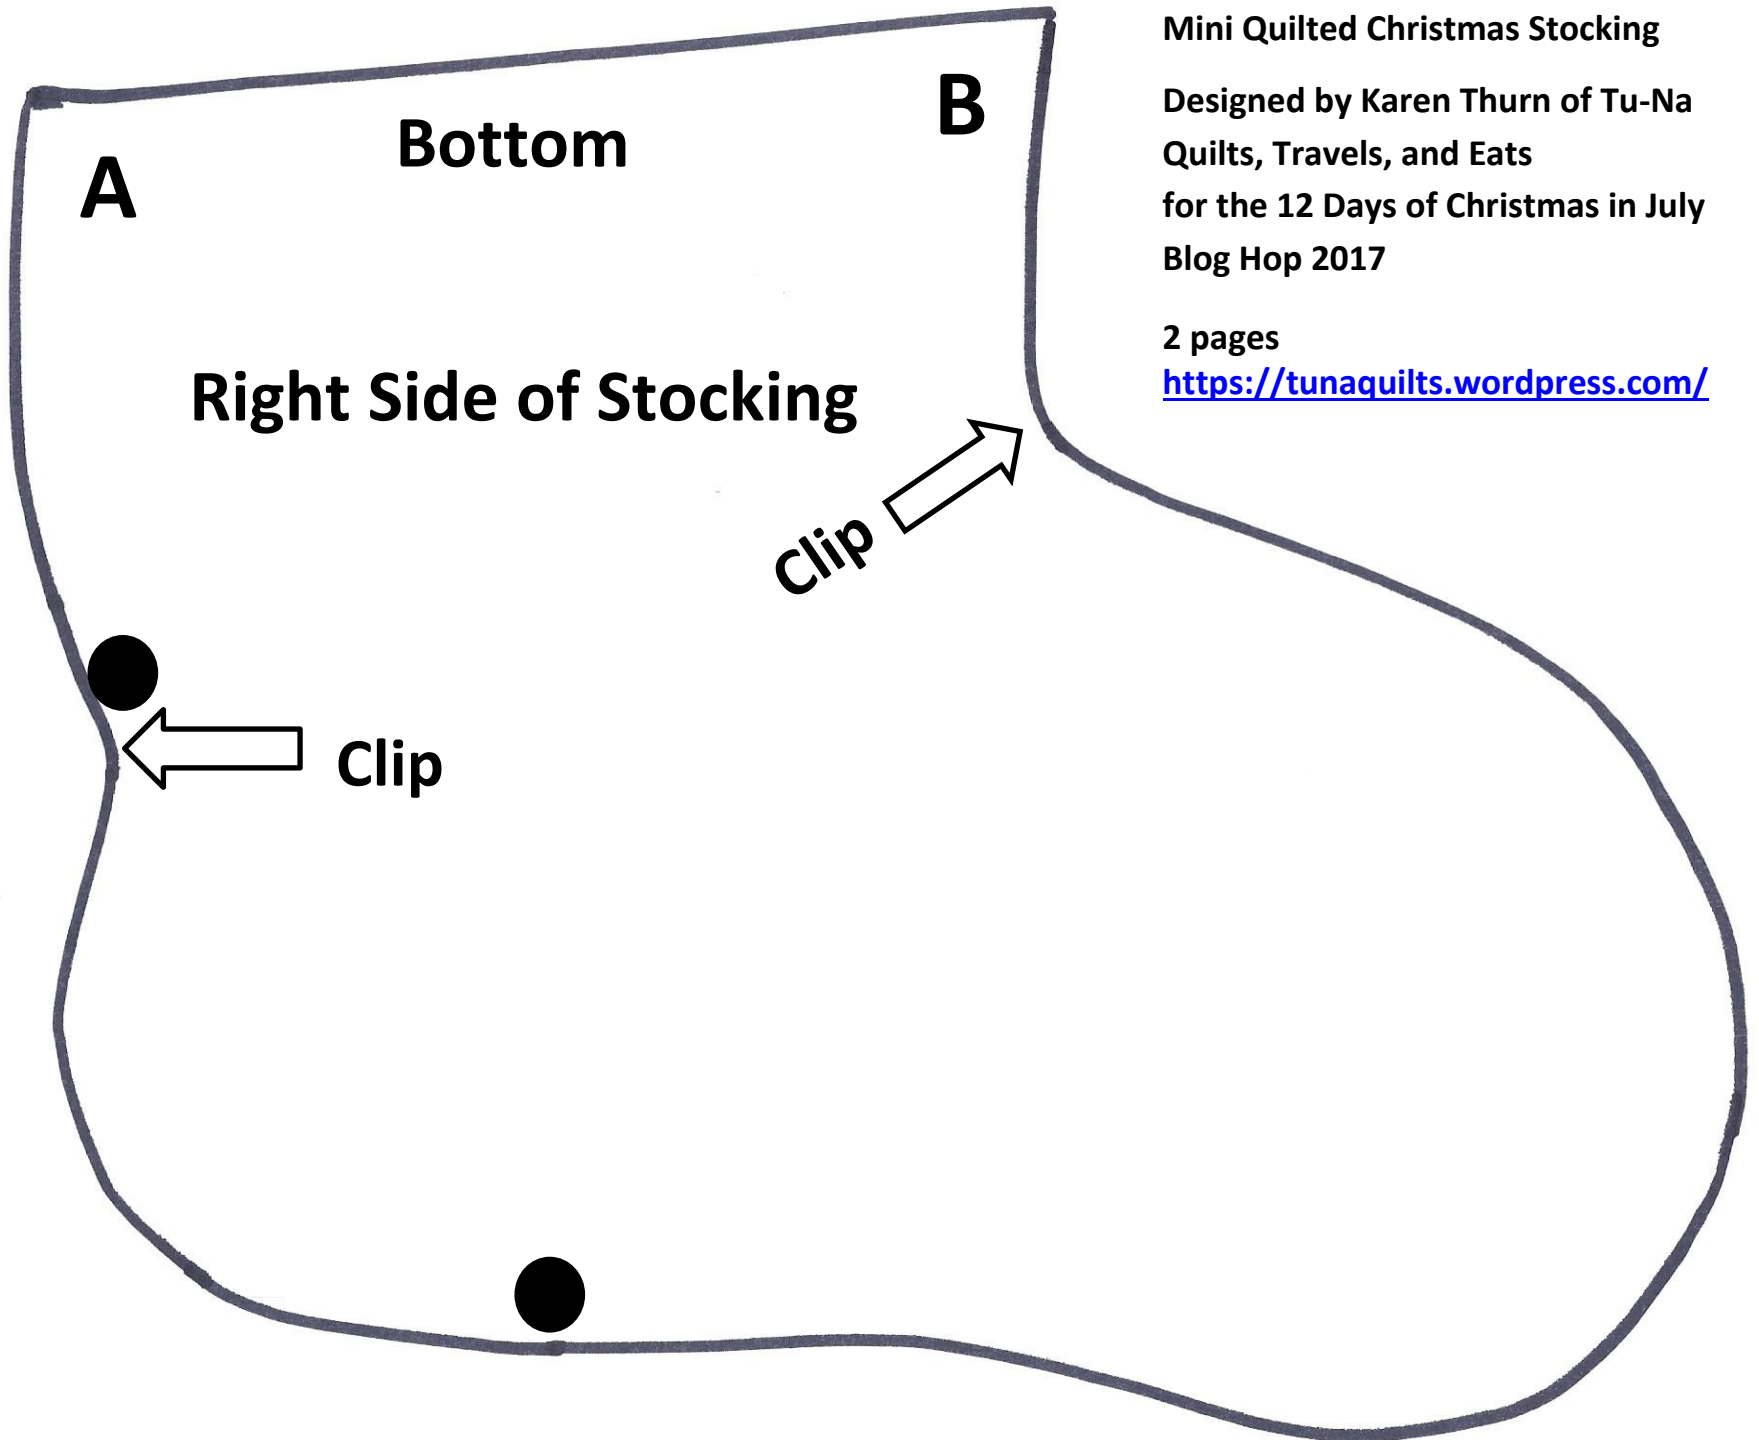 Mini Quilted Christmas Stocking
Designed by Karen Thurn of Tu-Na
Quilts, Travels, and Eats
for the 12 Days of Christmas in July
Blog Hop 2017
2 pages
https://tunaquilts.wordpress.com/
B
Bottom
A
Right Side of Stocking
Clip
Clip